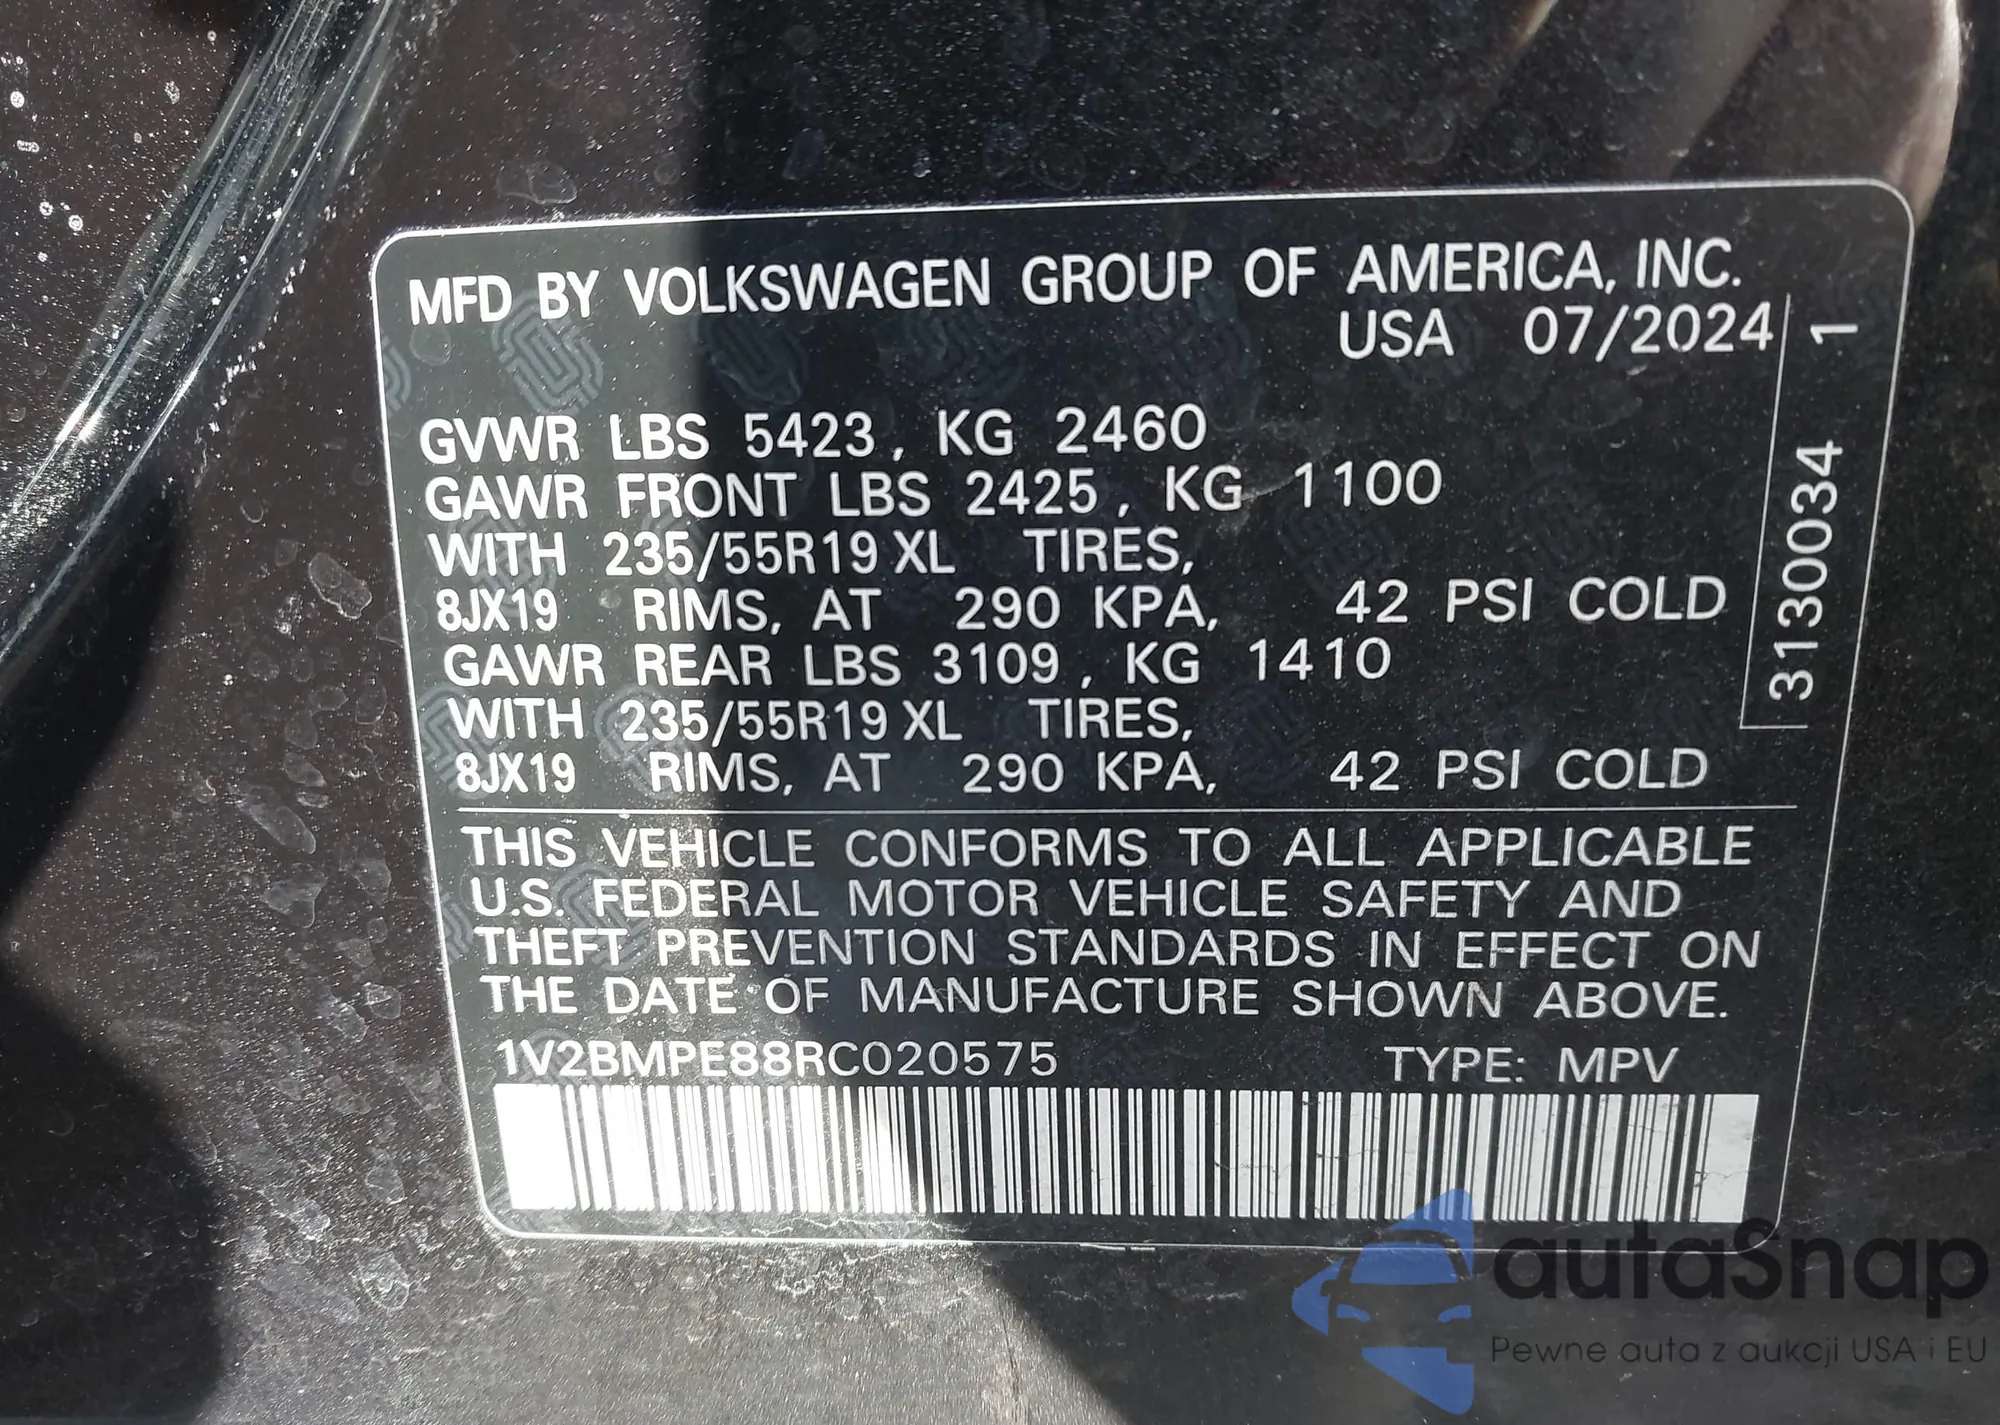 MFD BY VOLKSWAGEN GROUP OF AMERICA, INC.
USA 07/2024
GVWR LBS 5423, KG 2460
GAWR FRONT LBS 2425, KG 1100
WITH 235/55R19 XL TIRES,
8JX19 RIMS, AT 290 KPA, 42 PSI COLD
GAWR REAR LBS 3109, KG 1410
WITH 235/55R19 XL TIRES,
8JX19 RIMS, AT 290 KPA, 42 PSI COLD
THIS VEHICLE CONFORMS TO ALL APPLICABLE
U.S. FEDERAL MOTOR VEHICLE SAFETY AND
THEFT PREVENTION STANDARDS IN EFFECT ON
THE DATE OF MANUFACTURE SHOWN ABOVE.
1V2BMPE88RC020575 TYPE: MPV
3130034 1
autaSnap
Pewne auta z aukcji USA i EU